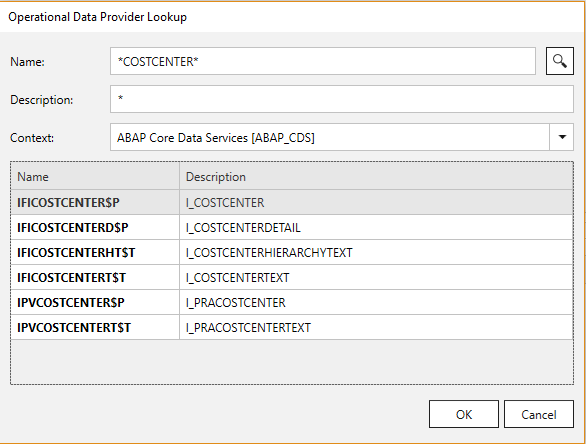 Operational Data Provider Lookup
Name: *COSTCENTER*
Description: *
Context: ABAP Core Data Services [ABAP_CDS]
Name Description
IFICOSTCENTER$P I_COSTCENTER
IFICOSTCENTERD$P I_COSTCENTERDETAIL
IFICOSTCENTERHT$T I_COSTCENTERHIERARCHYTEXT
IFICOSTCENTERT$T I_COSTCENTERTEXT
IPVCOSTCENTER$P I_PRACOSTCENTER
IPVCOSTCENTERT$T I_PRACOSTCENTERTEXT
OK Cancel